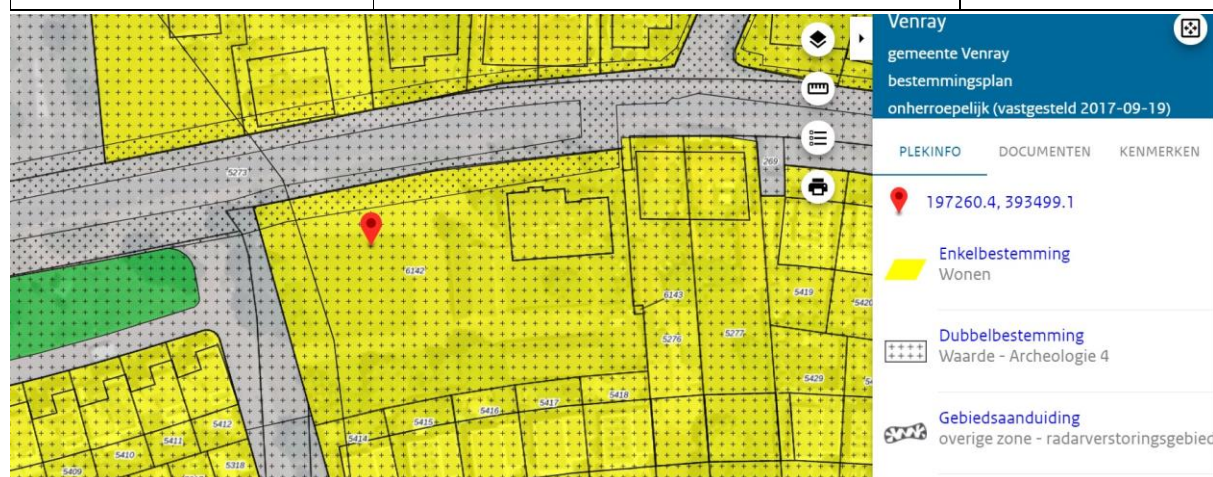 Venray
gemeente Venray
bestemmingsplan
onherroepelijk (vastgesteld 2017-09-19)
PLEKINFO DOCUMENTEN KENMERKEN
197260.4, 393499.1
Enkelbestemming
Wonen
Dubbelbestemming
Waarde - Archeologie 4
Gebiedsaanduiding
overige zone - radarverstoringsgebied
269
5273
6142
6143
5419
5420
5276
5277
5429
5418
5417
5416
5415
5414
5412
5411
5410
5409
5318